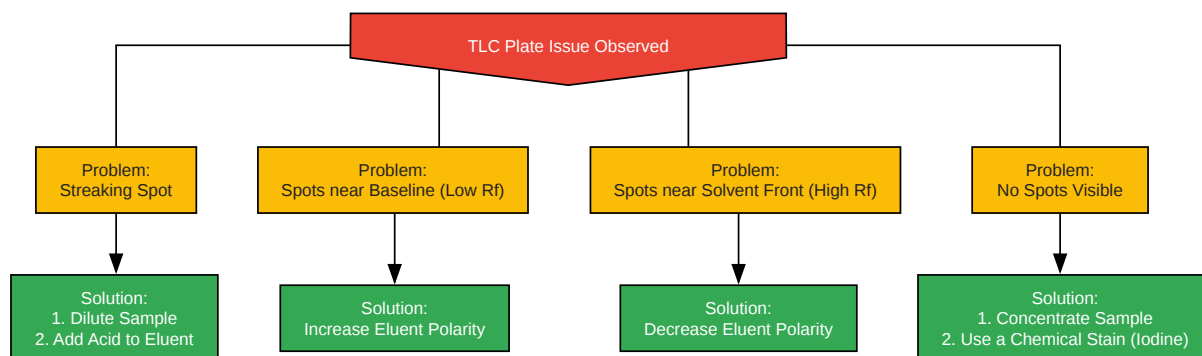 TLC Plate Issue Observed
Problem:
Streaking Spot
Problem:
Spots near Baseline (Low Rf)
Problem:
Spots near Solvent Front (High Rf)
Problem:
No Spots Visible
Solution:
1. Dilute Sample
2. Add Acid to Eluent
Solution:
Increase Eluent Polarity
Solution:
Decrease Eluent Polarity
Solution:
1. Concentrate Sample
2. Use a Chemical Stain (Iodine)